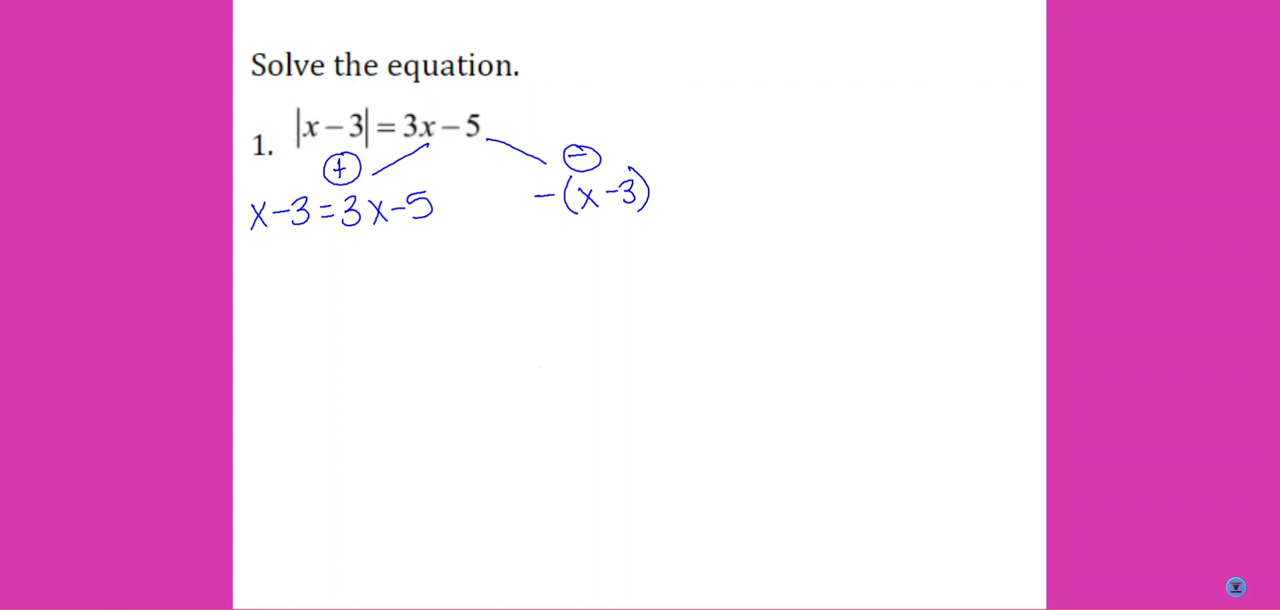 Solve the equation.
1. |x − 3| = 3x − 5
+
−
x − 3 = 3x − 5
−(x − 3)